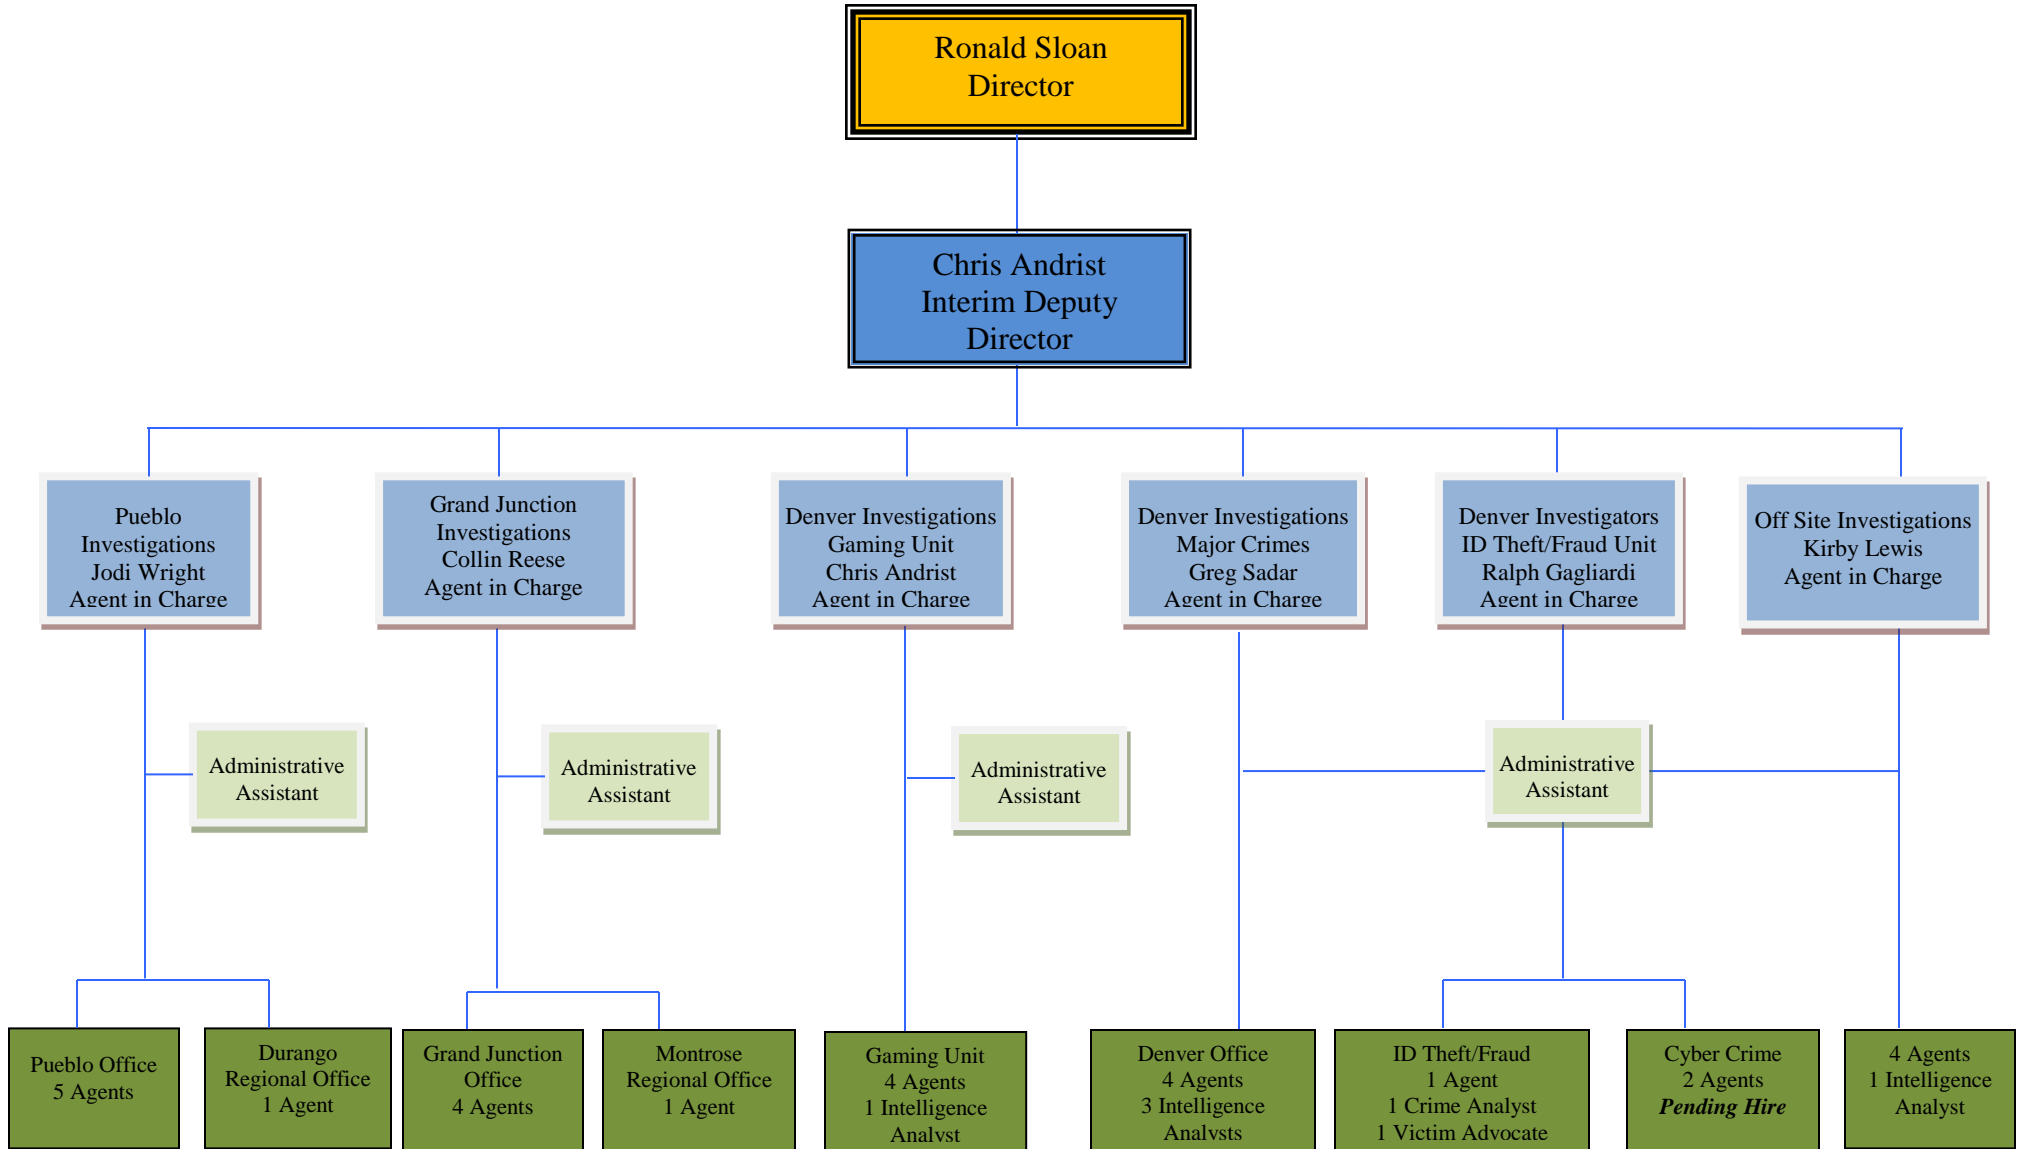 Ronald Sloan
Director
Chris Andrist
Interim Deputy
Director
Pueblo
Investigations
Jodi Wright
Agent in Charge
Grand Junction
Investigations
Collin Reese
Agent in Charge
Denver Investigations
Gaming Unit
Chris Andrist
Agent in Charge
Denver Investigations
Major Crimes
Greg Sadar
Agent in Charge
Denver Investigators
ID Theft/Fraud Unit
Ralph Gagliardi
Agent in Charge
Off Site Investigations
Kirby Lewis
Agent in Charge
Administrative
Assistant
Administrative
Assistant
Administrative
Assistant
Administrative
Assistant
Pueblo Office
5 Agents
Durango
Regional Office
1 Agent
Grand Junction
Office
4 Agents
Montrose
Regional Office
1 Agent
Gaming Unit
4 Agents
1 Intelligence
Analyst
Denver Office
4 Agents
3 Intelligence
Analysts
ID Theft/Fraud
1 Agent
1 Crime Analyst
1 Victim Advocate
Cyber Crime
2 Agents
Pending Hire
4 Agents
1 Intelligence
Analyst